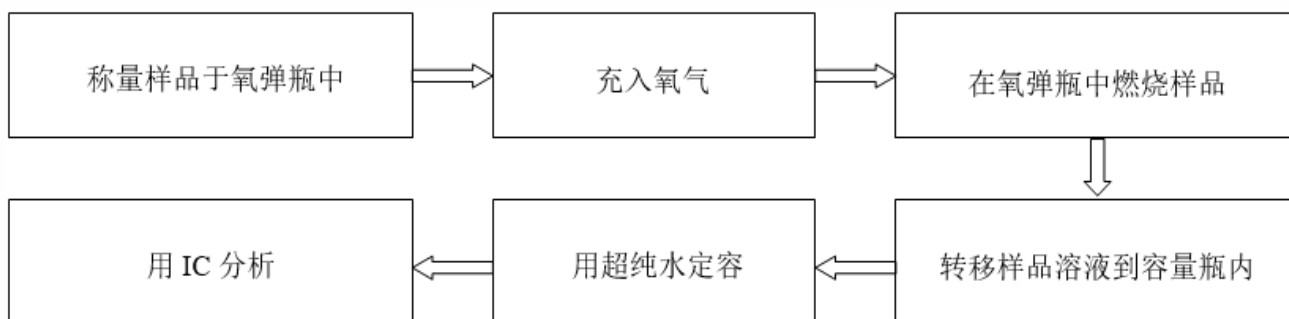 称量样品于氧弹瓶中
充入氧气
在氧弹瓶中燃烧样品
转移样品溶液到容量瓶内
用超纯水定容
用 IC 分析